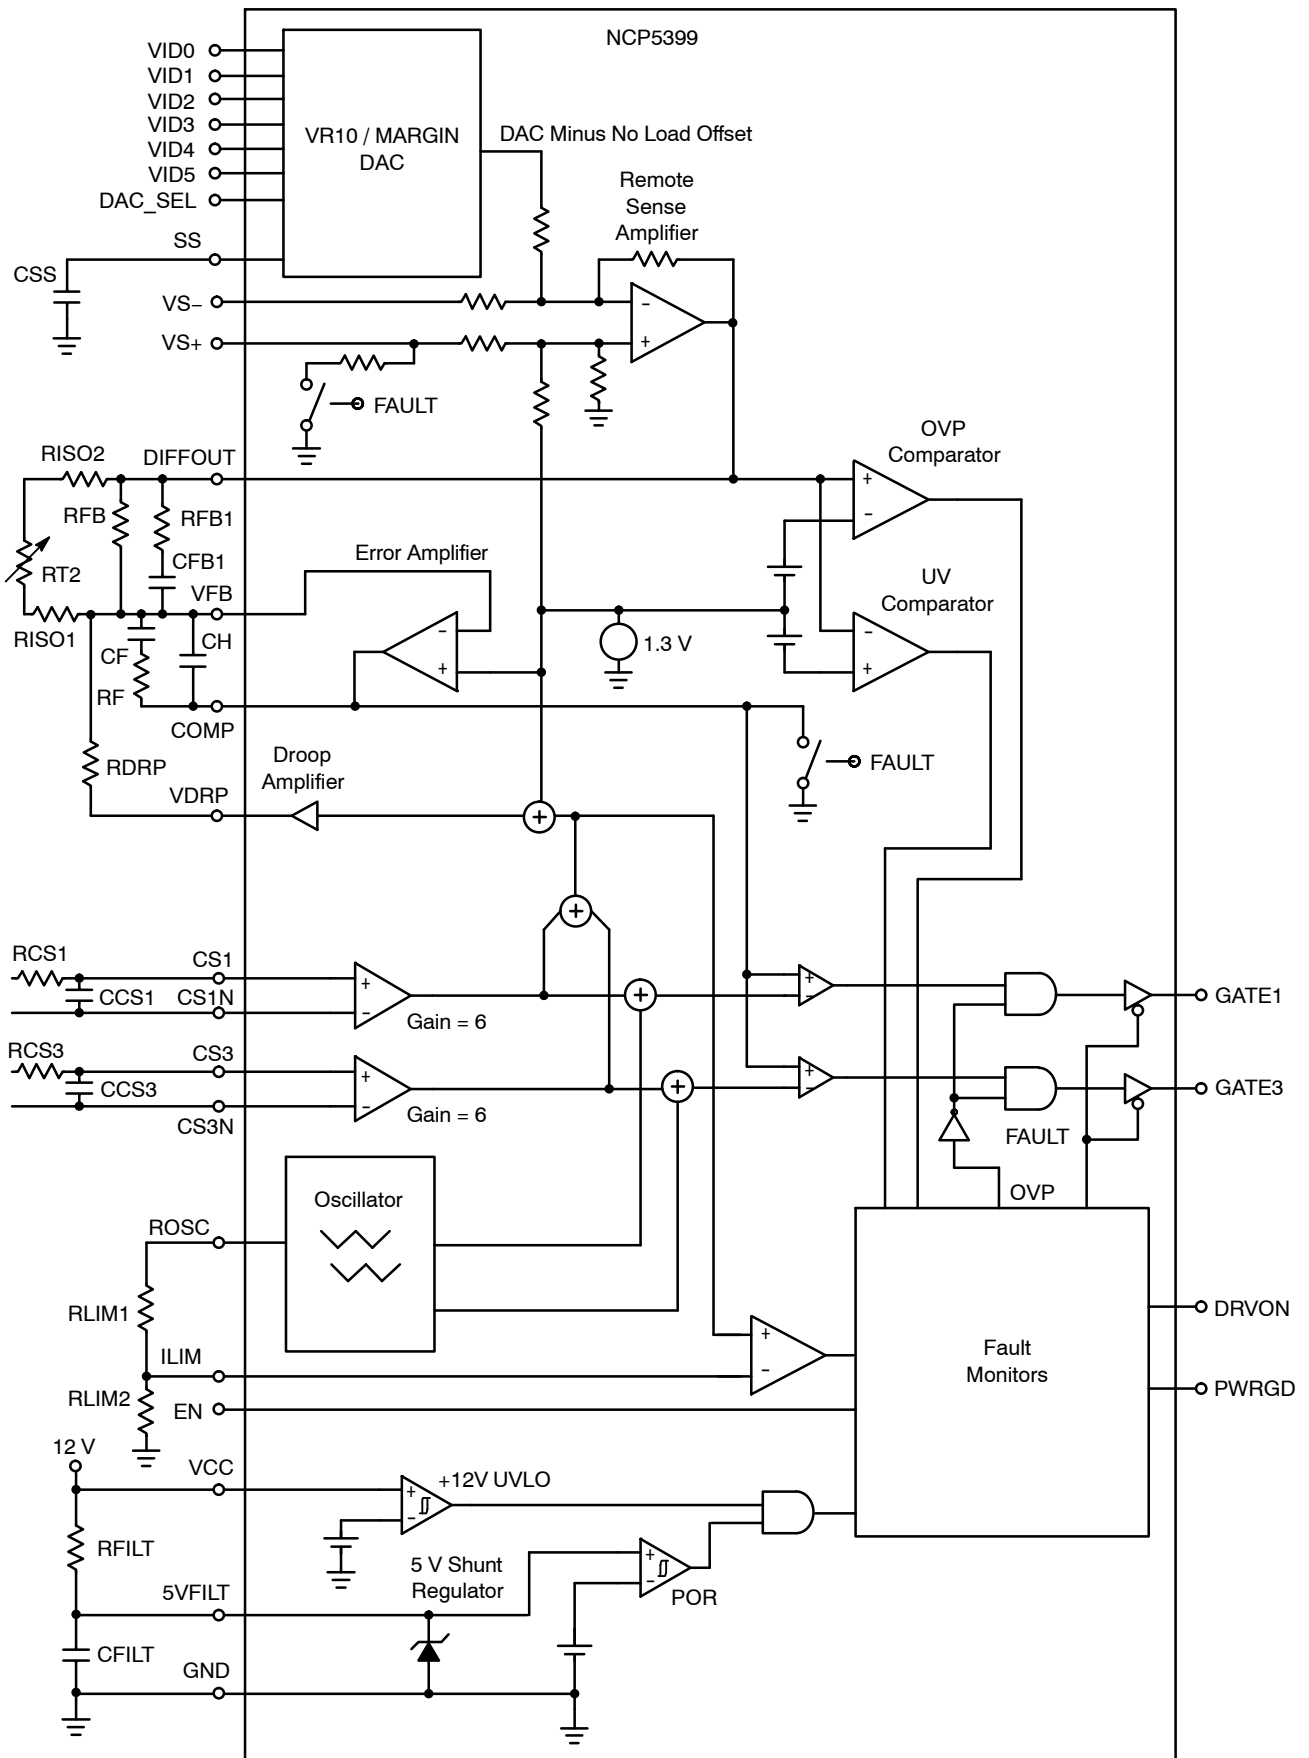 NCP5399
VID0
VID1
VID2
VID3
VID4
VID5
DAC_SEL
SS
CSS
VR10 / MARGIN
DAC
DAC Minus No Load Offset
Remote
Sense
Amplifier
VS–
VS+
–
+
FAULT
RISO2
DIFFOUT
RFB
RFB1
CFB1
RT2
VFB
RISO1
CF
CH
RF
COMP
RDRP
VDRP
Error Amplifier
–
+
1.3 V
OVP
Comparator
+
–
UV
Comparator
–
+
FAULT
Droop
Amplifier
+
+
RCS1
CS1
CCS1
CS1N
+
–
Gain = 6
+
+
–
GATE1
RCS3
CS3
CCS3
CS3N
+
–
Gain = 6
+
+
–
GATE3
FAULT
OVP
Oscillator
ROSC
RLIM1
ILIM
RLIM2
EN
+
–
Fault
Monitors
DRVON
PWRGD
12 V
VCC
+12V UVLO
+
–
RFILT
5 V Shunt
Regulator
+
–
POR
5VFILT
CFILT
GND